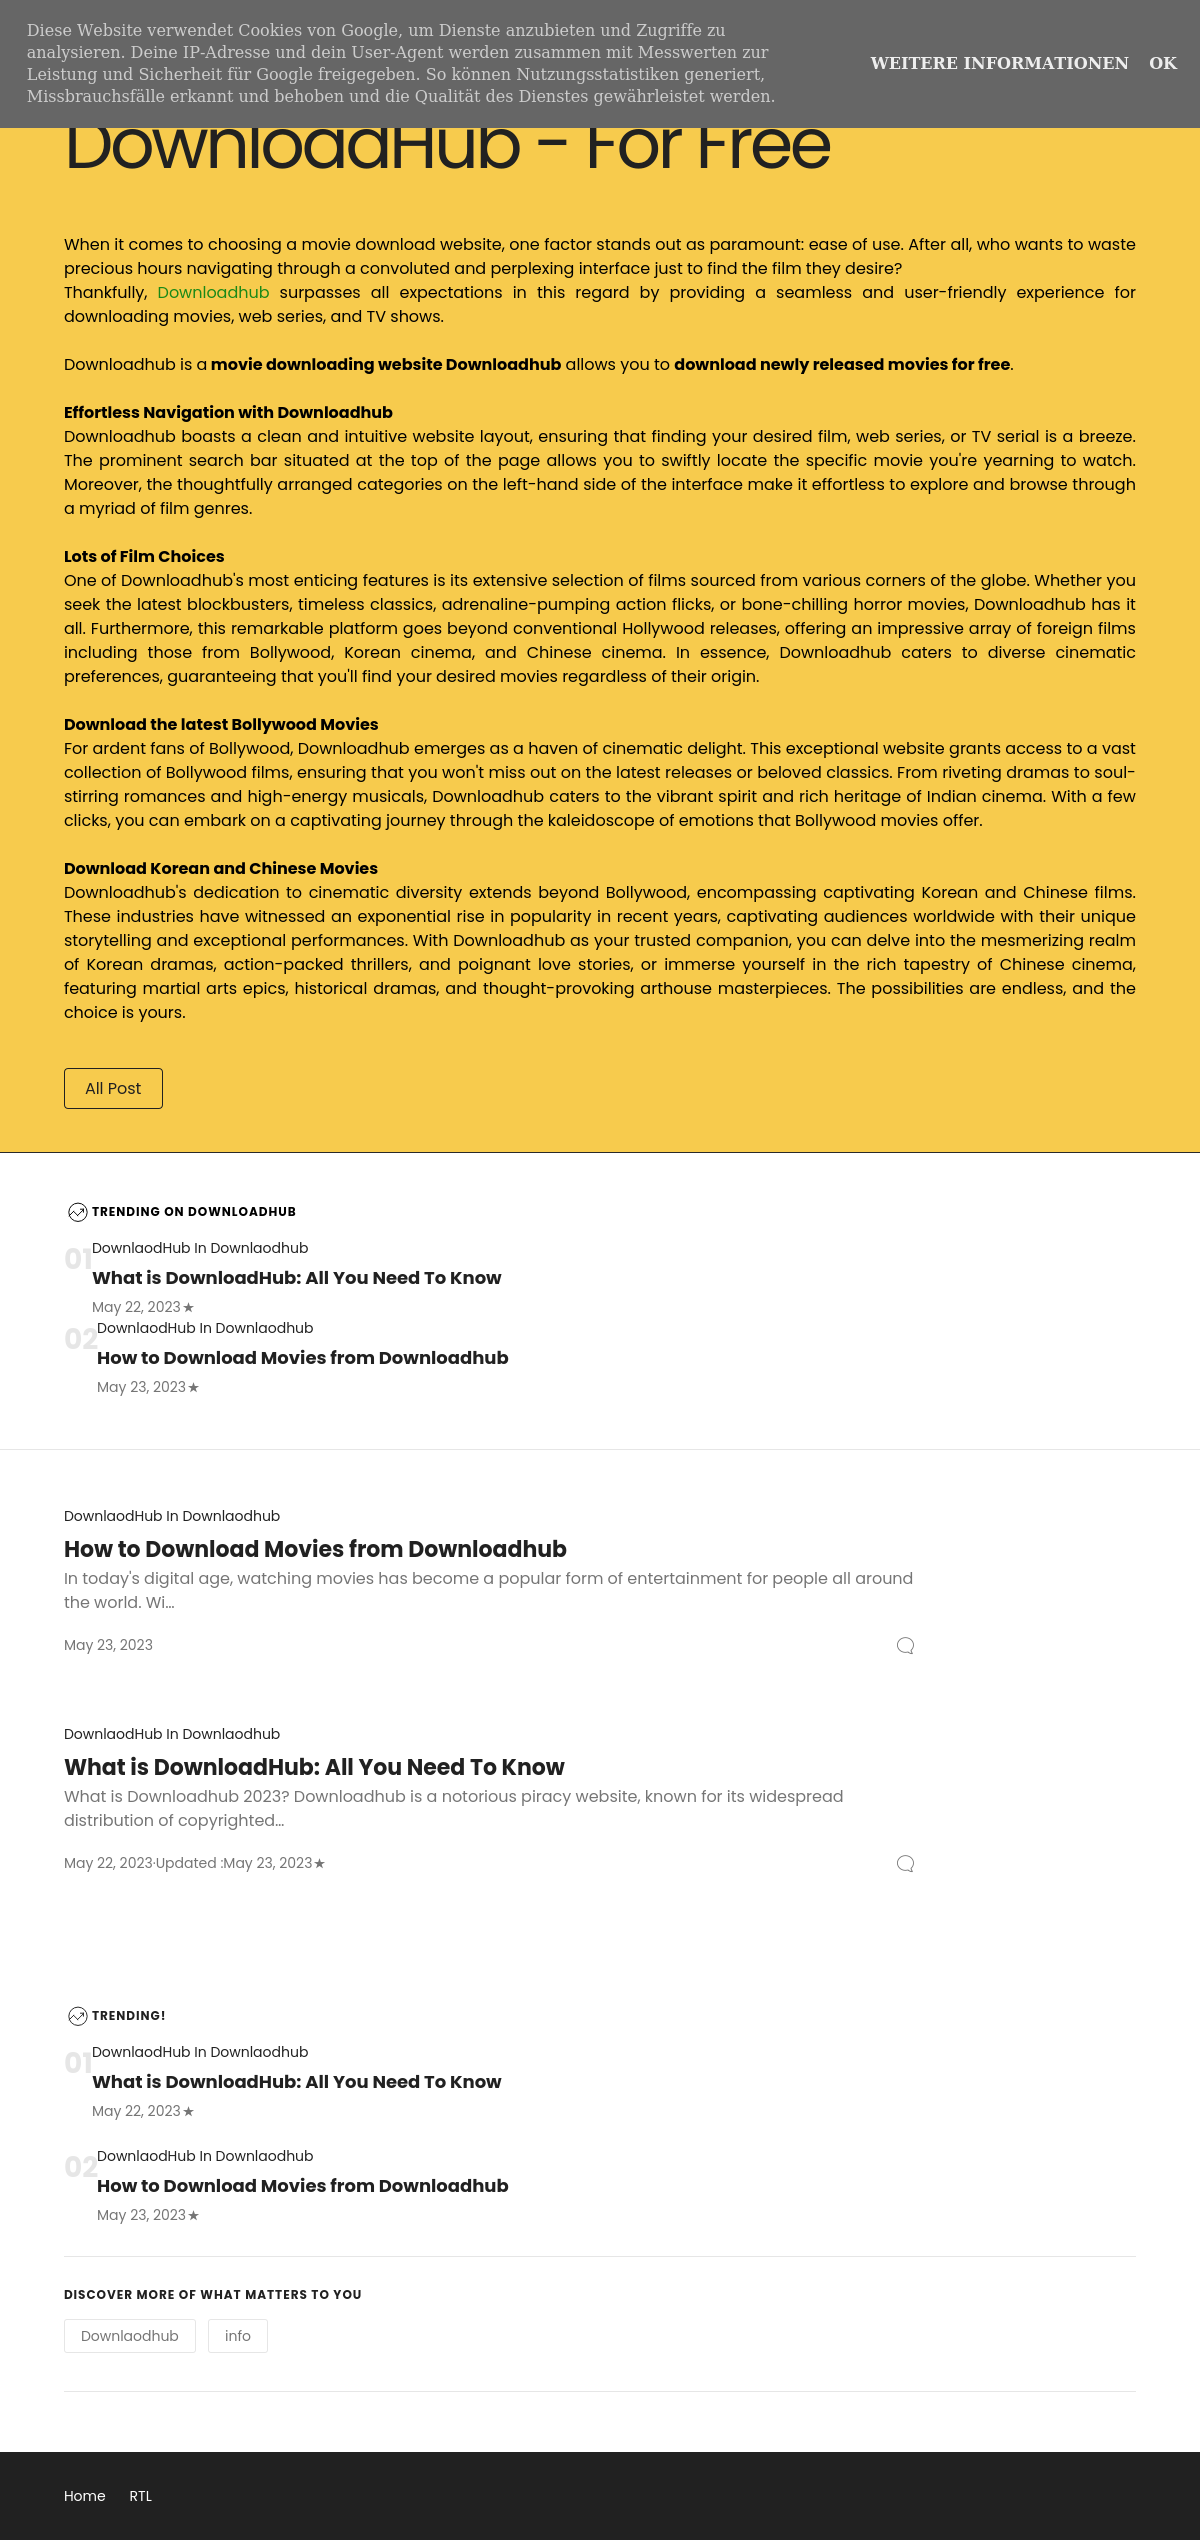 Diese Website verwendet Cookies von Google, um Dienste anzubieten und Zugriffe zu
analysieren. Deine IP-Adresse und dein User-Agent werden zusammen mit Messwerten zur
Leistung und Sicherheit für Google freigegeben. So können Nutzungsstatistiken generiert,
Missbrauchsfälle erkannt und behoben und die Qualität des Dienstes gewährleistet werden.
WEITERE INFORMATIONEN OK
DownloadHub - For Free
When it comes to choosing a movie download website, one factor stands out as paramount: ease of use. After all, who wants to waste
precious hours navigating through a convoluted and perplexing interface just to find the film they desire?
Thankfully, Downloadhub surpasses all expectations in this regard by providing a seamless and user-friendly experience for
downloading movies, web series, and TV shows.
Downloadhub is a movie downloading website Downloadhub allows you to download newly released movies for free.
Effortless Navigation with Downloadhub
Downloadhub boasts a clean and intuitive website layout, ensuring that finding your desired film, web series, or TV serial is a breeze.
The prominent search bar situated at the top of the page allows you to swiftly locate the specific movie you're yearning to watch.
Moreover, the thoughtfully arranged categories on the left-hand side of the interface make it effortless to explore and browse through
a myriad of film genres.
Lots of Film Choices
One of Downloadhub's most enticing features is its extensive selection of films sourced from various corners of the globe. Whether you
seek the latest blockbusters, timeless classics, adrenaline-pumping action flicks, or bone-chilling horror movies, Downloadhub has it
all. Furthermore, this remarkable platform goes beyond conventional Hollywood releases, offering an impressive array of foreign films
including those from Bollywood, Korean cinema, and Chinese cinema. In essence, Downloadhub caters to diverse cinematic
preferences, guaranteeing that you'll find your desired movies regardless of their origin.
Download the latest Bollywood Movies
For ardent fans of Bollywood, Downloadhub emerges as a haven of cinematic delight. This exceptional website grants access to a vast
collection of Bollywood films, ensuring that you won't miss out on the latest releases or beloved classics. From riveting dramas to soul-
stirring romances and high-energy musicals, Downloadhub caters to the vibrant spirit and rich heritage of Indian cinema. With a few
clicks, you can embark on a captivating journey through the kaleidoscope of emotions that Bollywood movies offer.
Download Korean and Chinese Movies
Downloadhub's dedication to cinematic diversity extends beyond Bollywood, encompassing captivating Korean and Chinese films.
These industries have witnessed an exponential rise in popularity in recent years, captivating audiences worldwide with their unique
storytelling and exceptional performances. With Downloadhub as your trusted companion, you can delve into the mesmerizing realm
of Korean dramas, action-packed thrillers, and poignant love stories, or immerse yourself in the rich tapestry of Chinese cinema,
featuring martial arts epics, historical dramas, and thought-provoking arthouse masterpieces. The possibilities are endless, and the
choice is yours.
All Post
TRENDING ON DOWNLOADHUB
01
DownlaodHub In Downlaodhub
What is DownloadHub: All You Need To Know
May 22, 2023★
02
DownlaodHub In Downlaodhub
How to Download Movies from Downloadhub
May 23, 2023★
DownlaodHub In Downlaodhub
How to Download Movies from Downloadhub
In today's digital age, watching movies has become a popular form of entertainment for people all around
the world. Wi...
May 23, 2023
DownlaodHub In Downlaodhub
What is DownloadHub: All You Need To Know
What is Downloadhub 2023? Downloadhub is a notorious piracy website, known for its widespread
distribution of copyrighted...
May 22, 2023·Updated :May 23, 2023★
TRENDING!
01
DownlaodHub In Downlaodhub
What is DownloadHub: All You Need To Know
May 22, 2023★
02
DownlaodHub In Downlaodhub
How to Download Movies from Downloadhub
May 23, 2023★
DISCOVER MORE OF WHAT MATTERS TO YOU
Downlaodhub info
Home RTL